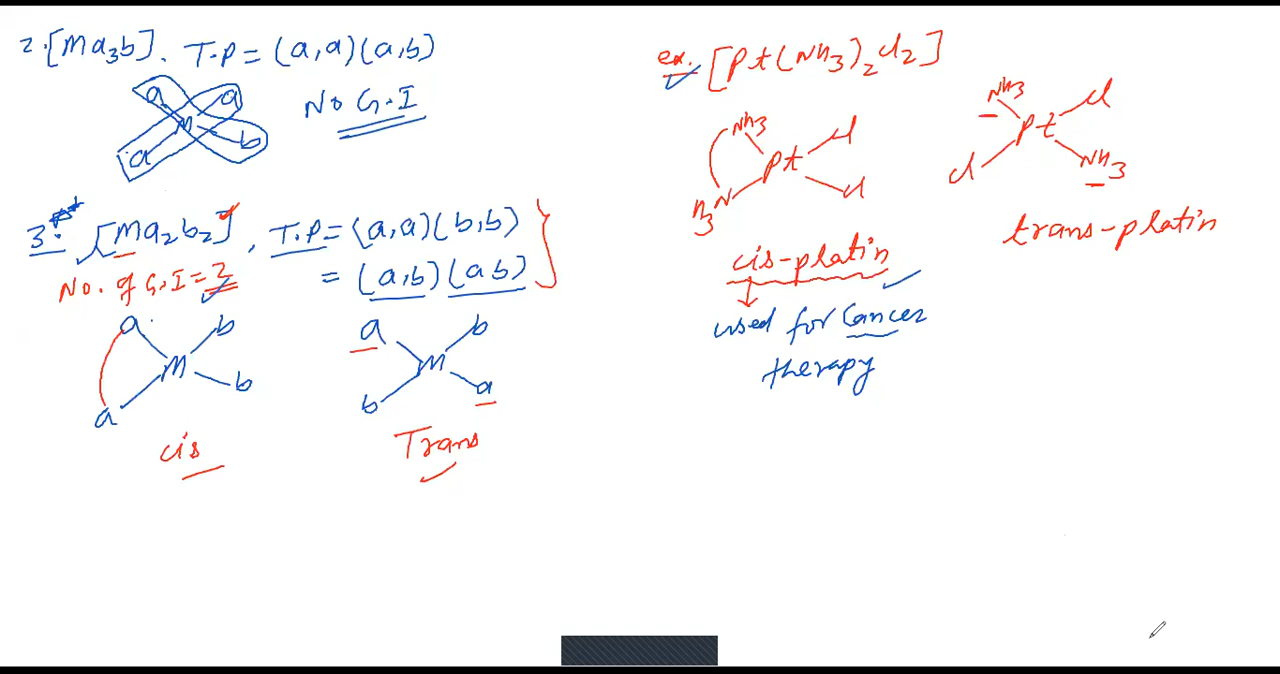 2. [Ma3b]. T.P = (a,a)(a,b)
a a
M
a b
No G.I
3. [Ma2b2], T.P = (a,a)(b,b)
= (a,b)(ab)
No. of G.I = 2
a b
M
a b
cis
a b
M
b a
Trans
ex. [Pt(NH3)2Cl2]
NH3 Cl
Pt
H3N Cl
cis-platin
used for Cancer
therapy
NH3 Cl
Pt
Cl NH3
trans-platin